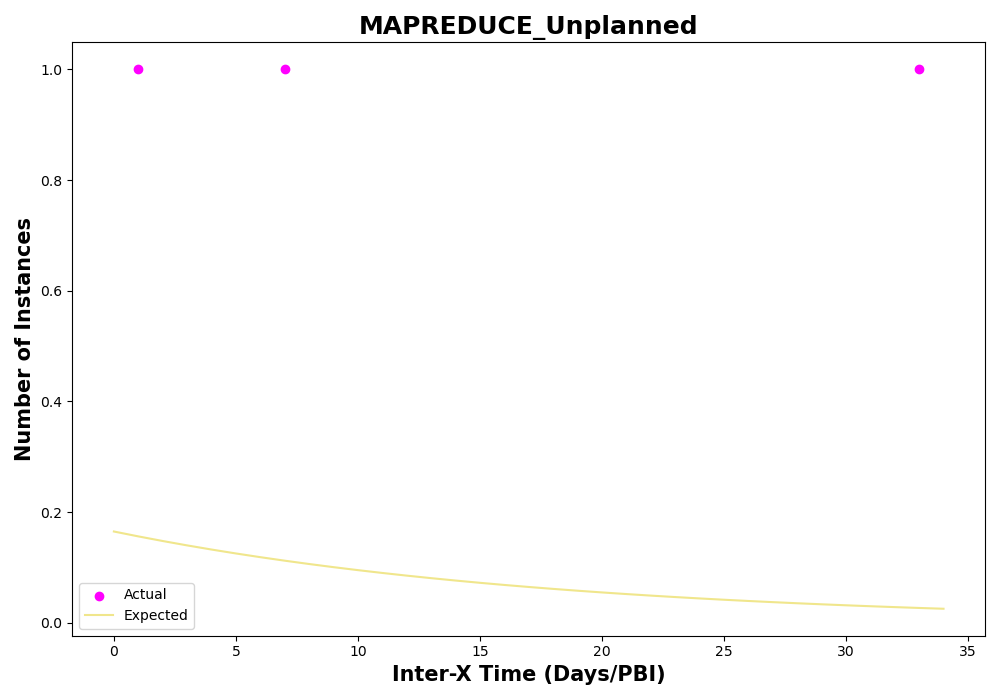 MAPREDUCE_Unplanned
1.0
0.8
0.6
0.4
0.2
0.0
Number of Instances
Actual
Expected
0 5 10 15 20 25 30 35
Inter-X Time (Days/PBI)